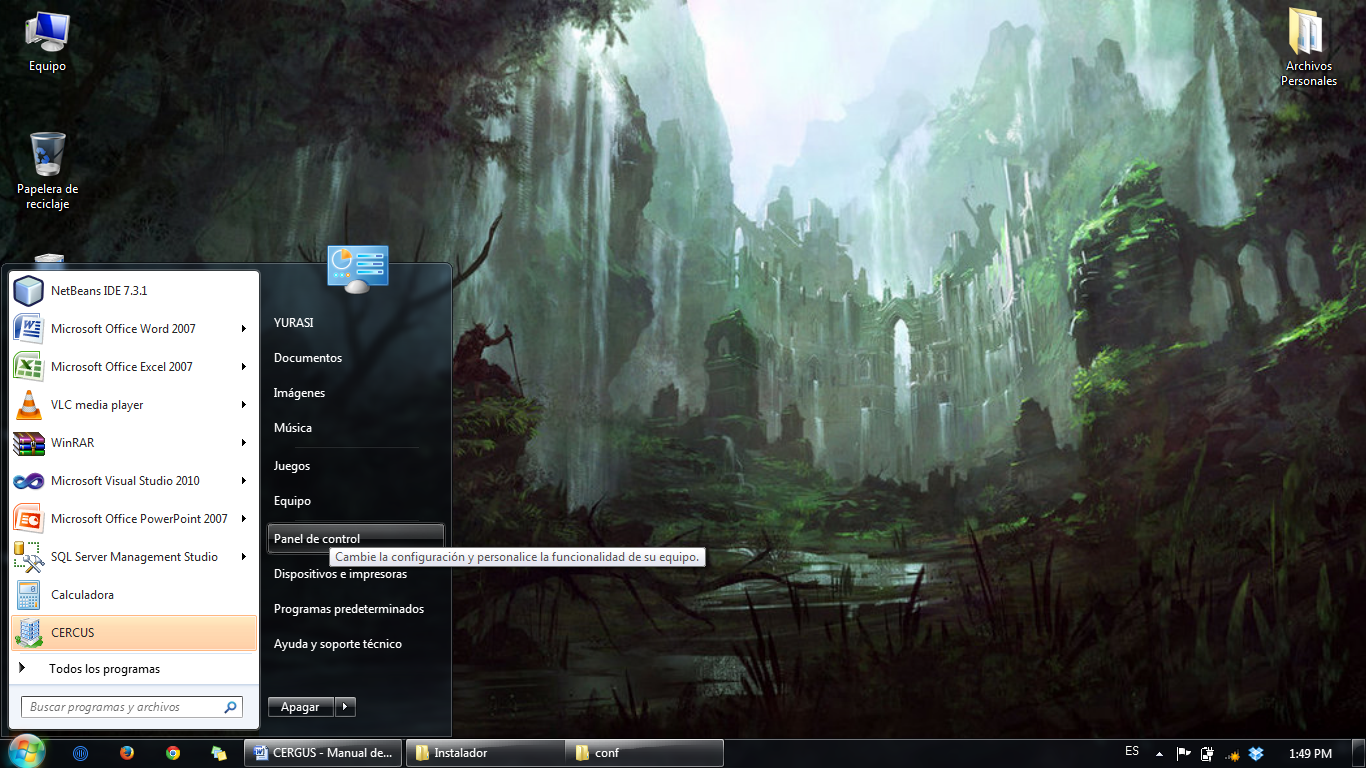 Equipo
Papelera de
reciclaje
Archivos
Personales
NetBeans IDE 7.3.1
Microsoft Office Word 2007
Microsoft Office Excel 2007
VLC media player
WinRAR
Microsoft Visual Studio 2010
Microsoft Office PowerPoint 2007
SQL Server Management Studio
Calculadora
CERCUS
Todos los programas
Buscar programas y archivos
YURASI
Documentos
Imágenes
Música
Juegos
Equipo
Panel de control
Cambie la configuración y personalice la funcionalidad de su equipo.
Dispositivos e impresoras
Programas predeterminados
Ayuda y soporte técnico
Apagar
CERGUS - Manual de...
Instalador
conf
ES
1:49 PM